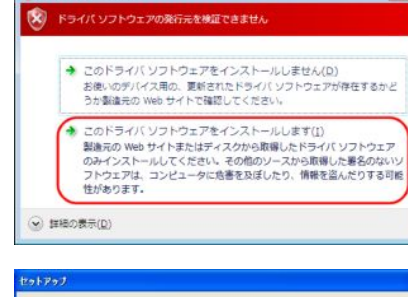 ドライバ ソフトウェアの発行元を検証できません
このドライバ ソフトウェアをインストールしません(D)
お使いのデバイス用の、更新されたドライバ ソフトウェアが存在するかど
うか製造元の Web サイトで確認してください。
このドライバ ソフトウェアをインストールします(I)
製造元の Web サイトまたはディスクから取得したドライバ ソフトウェア
のみインストールしてください。その他のソースから取得した署名のないソ
フトウェアは、コンピュータに危害を及ぼしたり、情報を盗んだりする可能
性があります。
詳細の表示(D)
セットアップ